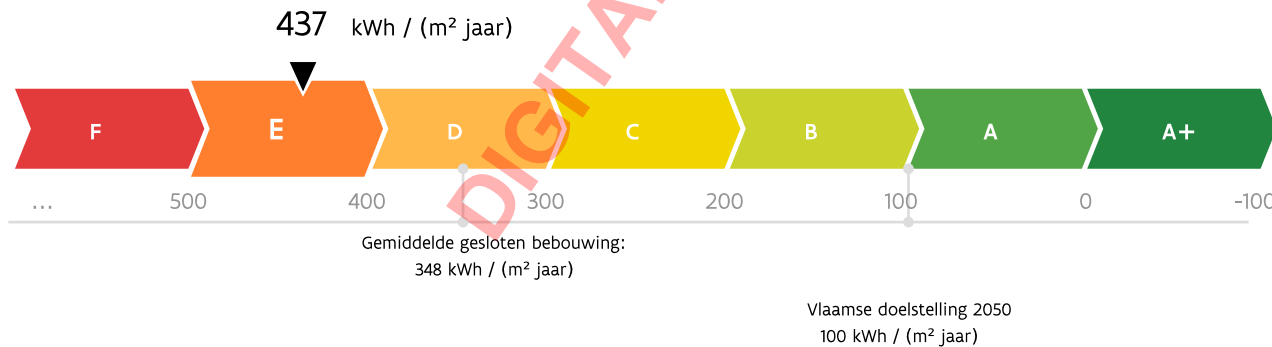 437 kWh / (m² jaar)
F E D C B A A+
... 500 400 300 200 100 0 -100
Gemiddelde gesloten bebouwing:
348 kWh / (m² jaar)
Vlaamse doelstelling 2050
100 kWh / (m² jaar)
DIGITA